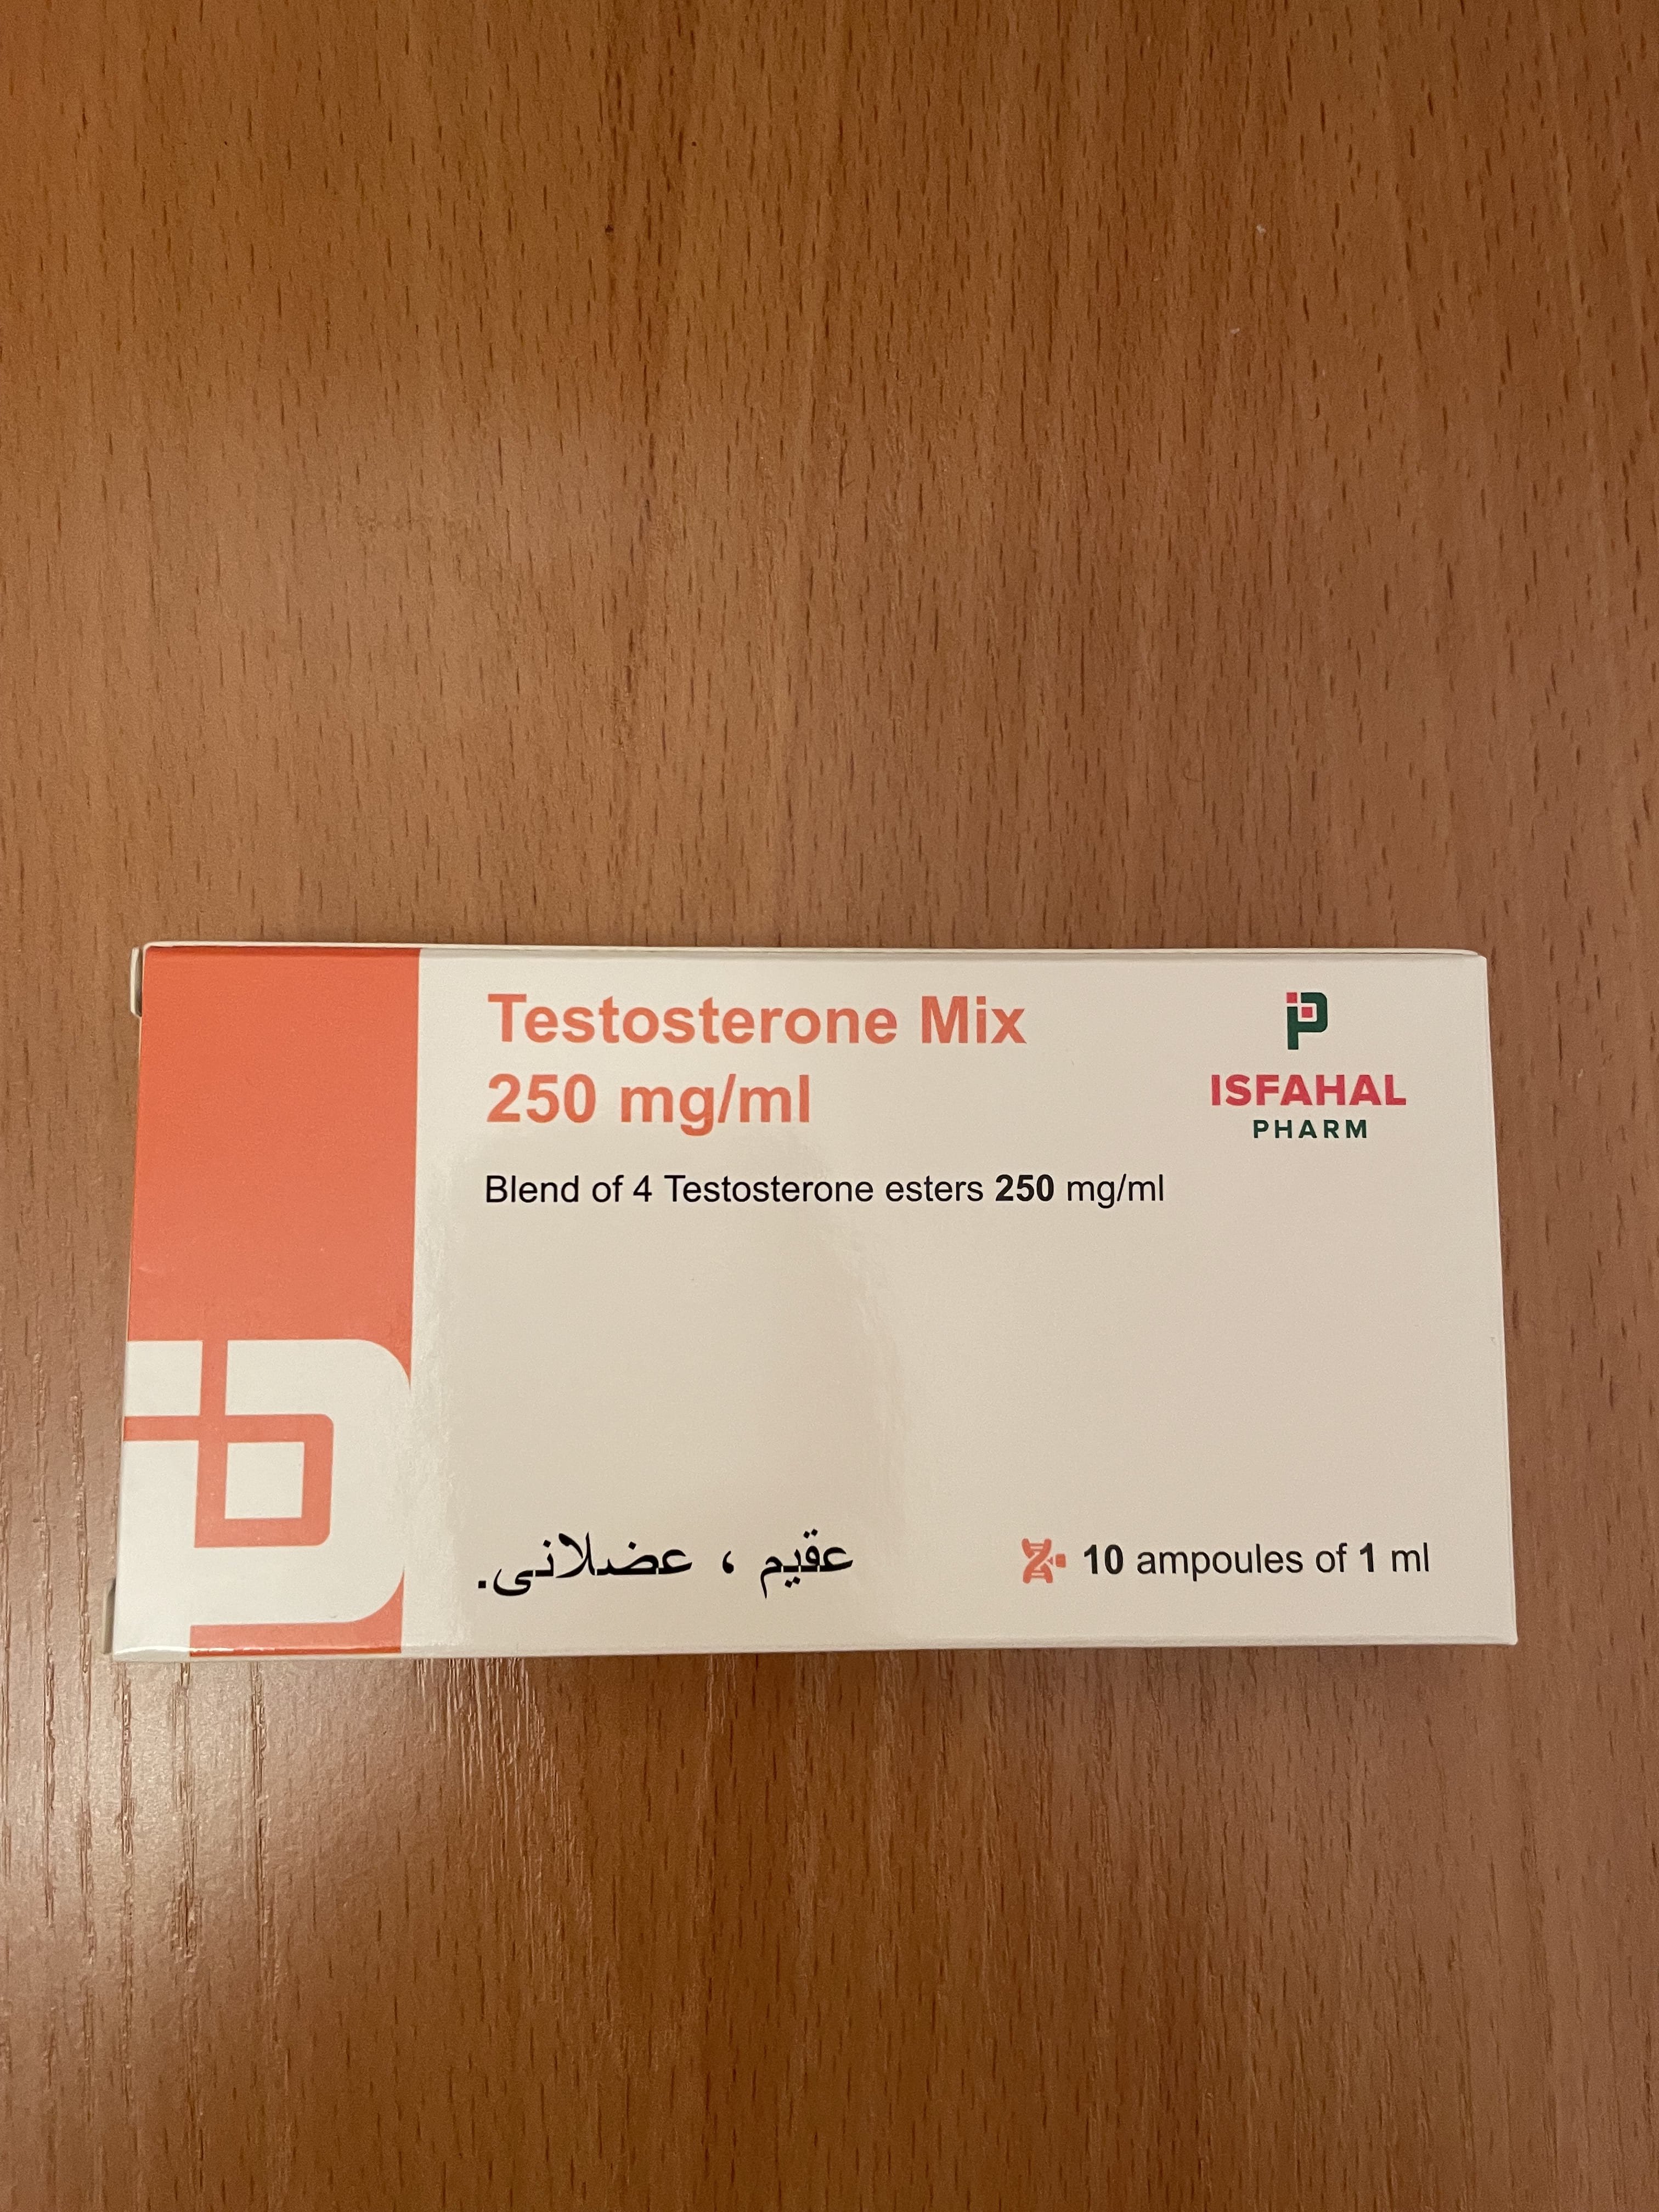 Testosterone Mix
250 mg/ml
ISFAHAL
PHARM
Blend of 4 Testosterone esters 250 mg/ml
عقیم ، عضلانی.
10 ampoules of 1 ml